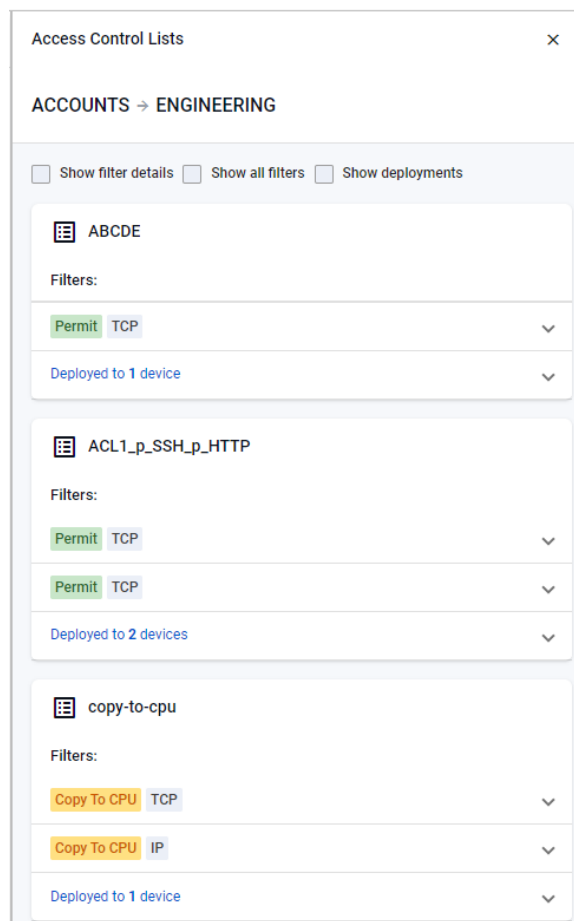 Access Control Lists
ACCOUNTS → ENGINEERING
Show filter details Show all filters Show deployments
ABCDE
Filters:
Permit TCP
Deployed to 1 device
ACL1_p_SSH_p_HTTP
Filters:
Permit TCP
Permit TCP
Deployed to 2 devices
copy-to-cpu
Filters:
Copy To CPU TCP
Copy To CPU IP
Deployed to 1 device